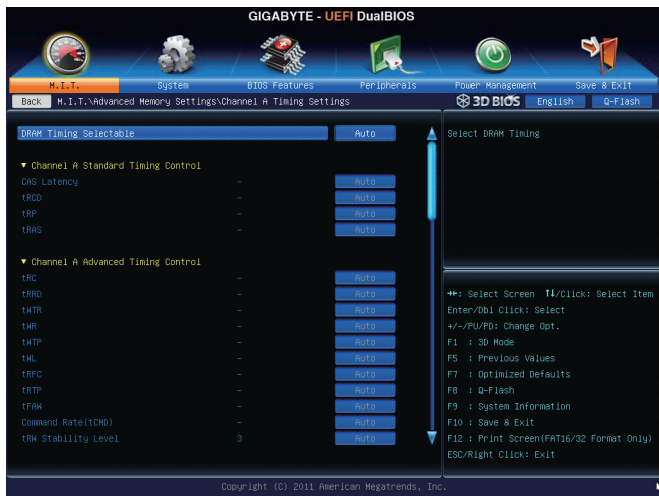 GIGABYTE - UEFI DualBIOS
M.I.T. System BIOS Features Peripherals Power Management Save & Exit
Back M.I.T.\Advanced Memory Settings\Channel A Timing Settings 3D BIOS English Q-Flash
DRAM Timing Selectable Auto
Select DRAM Timing
▼ Channel A Standard Timing Control
CAS Latency - Auto
tRCD - Auto
tRP - Auto
tRAS - Auto
▼ Channel A Advanced Timing Control
tRC - Auto
tRRD - Auto
tWTR - Auto
tWR - Auto
tWTP - Auto
tWL - Auto
tRFC - Auto
tRTP - Auto
tFAW - Auto
Command Rate(tCMD) - Auto
tRW Stability Level 3 Auto
→←: Select Screen ↑↓/Click: Select Item
Enter/Dbl Click: Select
+/-/PU/PD: Change Opt.
F1 : 3D Mode
F5 : Previous Values
F7 : Optimized Defaults
F8 : Q-Flash
F9 : System Information
F10 : Save & Exit
F12 : Print Screen(FAT16/32 Format Only)
ESC/Right Click: Exit
Copyright (C) 2011 American Megatrends, Inc.